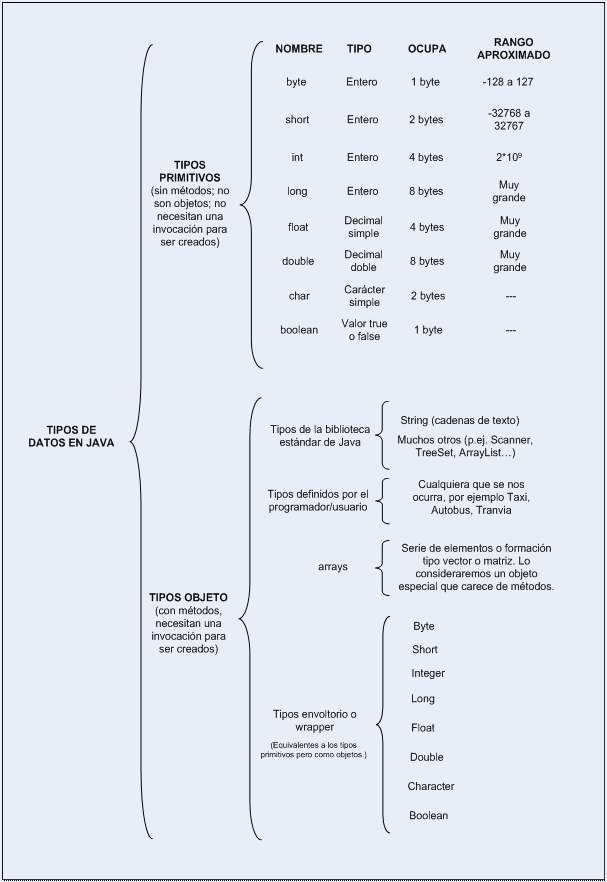 TIPOS DE
DATOS EN JAVA
TIPOS
PRIMITIVOS
(sin métodos; no
son objetos; no
necesitan una
invocación para
ser creados)
NOMBRE TIPO OCUPA RANGO
APROXIMADO
byte Entero 1 byte -128 a 127
short Entero 2 bytes -32768 a
32767
int Entero 4 bytes 2*10⁹
long Entero 8 bytes Muy
grande
float Decimal
simple 4 bytes Muy
grande
double Decimal
doble 8 bytes Muy
grande
char Carácter
simple 2 bytes ---
boolean Valor true
o false 1 byte ---
TIPOS OBJETO
(con métodos,
necesitan una
invocación para
ser creados)
Tipos de la biblioteca
estándar de Java
String (cadenas de texto)
Muchos otros (p.ej. Scanner,
TreeSet, ArrayList…)
Tipos definidos por el
programador/usuario
Cualquiera que se nos
ocurra, por ejemplo Taxi,
Autobus, Tranvia
arrays
Serie de elementos o formación
tipo vector o matriz. Lo
consideraremos un objeto
especial que carece de métodos.
Tipos envoltorio o
wrapper
(Equivalentes a los tipos
primitivos pero como objetos.)
Byte
Short
Integer
Long
Float
Double
Character
Boolean